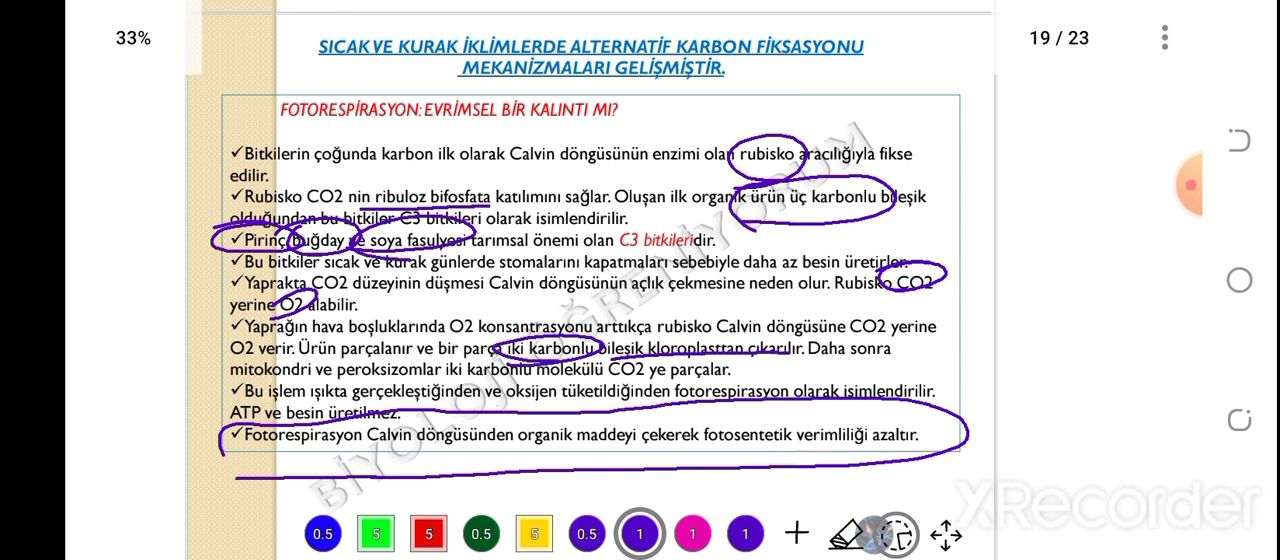 33%
19 / 23
SICAK VE KURAK İKLİMLERDE ALTERNATİF KARBON FİKSASYONU
MEKANİZMALARI GELİŞMİŞTİR.
FOTORESPİRASYON: EVRİMSEL BİR KALINTI MI?
✓Bitkilerin çoğunda karbon ilk olarak Calvin döngüsünün enzimi olan rubisko aracılığıyla fikse
edilir.
✓Rubisko CO2 nin ribuloz bifosfata katılımını sağlar. Oluşan ilk organik ürün üç karbonlu bileşik
olduğundan bu bitkiler C3 bitkileri olarak isimlendirilir.
✓Pirinç, buğday ve soya fasulyesi tarımsal önemi olan C3 bitkileridir.
✓Bu bitkiler sıcak ve kurak günlerde stomalarını kapatmaları sebebiyle daha az besin üretirler.
✓Yaprakta CO2 düzeyinin düşmesi Calvin döngüsünün açlık çekmesine neden olur. Rubisko CO2
yerine O2 alabilir.
✓Yaprağın hava boşluklarında O2 konsantrasyonu arttıkça rubisko Calvin döngüsüne CO2 yerine
O2 verir. Ürün parçalanır ve bir parça iki karbonlu bileşik kloroplasttan çıkarılır. Daha sonra
mitokondri ve peroksizomlar iki karbonlu molekülü CO2 ye parçalar.
✓Bu işlem ışıkta gerçekleştiğinden ve oksijen tüketildiğinden fotorespirasyon olarak isimlendirilir.
ATP ve besin üretilmez.
✓Fotorespirasyon Calvin döngüsünden organik maddeyi çekerek fotosentetik verimliliği azaltır.
BİYOLOJİ ÖĞRENİYORUM
0.5 5 5 0.5 5 0.5 1 1 1
XRecorder